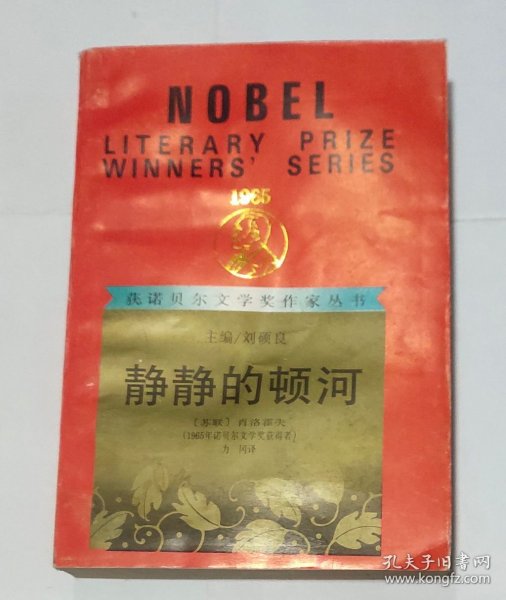 NOBEL
LITERARY PRIZE
WINNERS' SERIES
1965
获诺贝尔文学奖作家丛书
主编/刘硕良
静静的顿河
〔苏联〕肖洛霍夫
(1965年诺贝尔文学奖获得者)
力冈译
孔夫子旧书网
www.kongfz.com